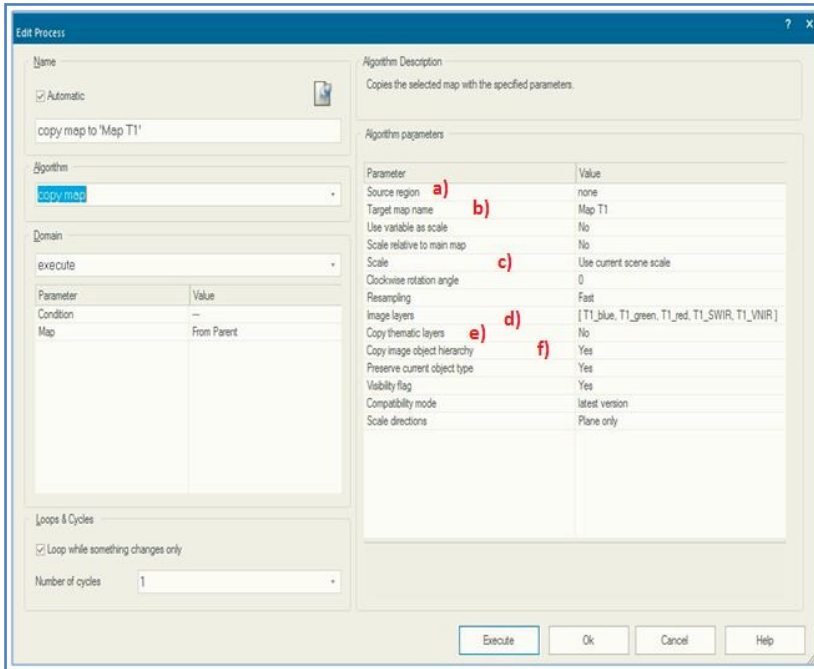 Edit Process
? X
Name
Automatic
copy map to 'Map T1'
Algorithm
copy map
Domain
execute
Parameter Value
Condition ---
Map From Parent
Loops & Cycles
Loop while something changes only
Number of cycles 1
Algorithm Description
Copies the selected map with the specified parameters.
Algorithm parameters
Parameter Value
Source region a) none
Target map name b) Map T1
Use variable as scale No
Scale relative to main map No
Scale c) Use current scene scale
Clockwise rotation angle 0
Resampling Fast
Image layers d) [ T1_blue, T1_green, T1_red, T1_SWIR, T1_VNIR ]
Copy thematic layers e) No
Copy image object hierarchy f) Yes
Preserve current object type Yes
Visibility flag Yes
Compatibility mode latest version
Scale directions Plane only
Execute Ok Cancel Help